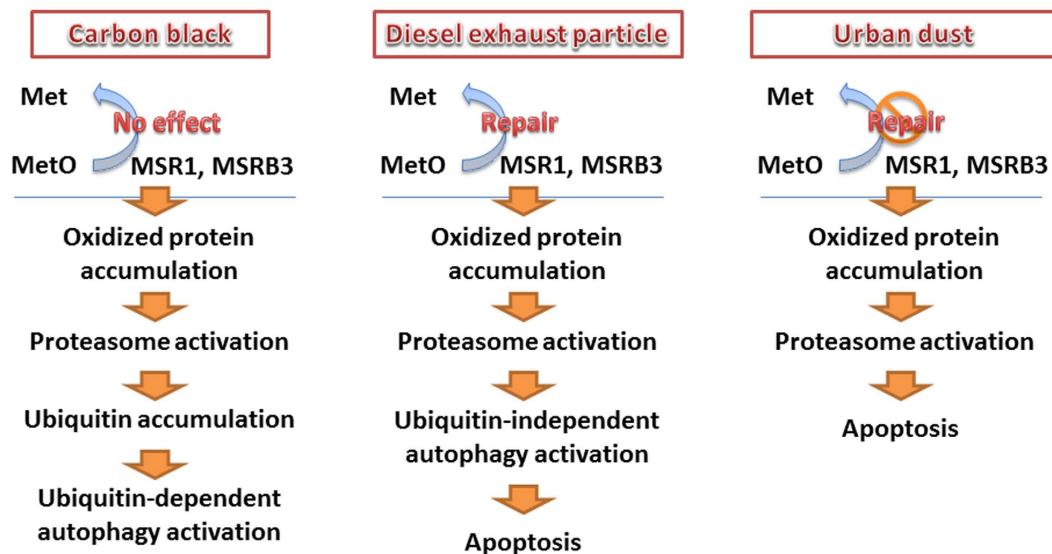 Carbon black
Met
No effect
MetO
MSR1, MSRB3
Oxidized protein
accumulation
Proteasome activation
Ubiquitin accumulation
Ubiquitin-dependent
autophagy activation
Diesel exhaust particle
Met
Repair
MetO
MSR1, MSRB3
Oxidized protein
accumulation
Proteasome activation
Ubiquitin-independent
autophagy activation
Apoptosis
Urban dust
Met
Repair
MetO
MSR1, MSRB3
Oxidized protein
accumulation
Proteasome activation
Apoptosis